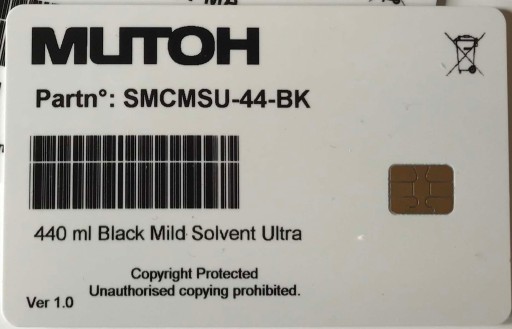 MUTOH
Partn°: SMCMSU-44-BK
440 ml Black Mild Solvent Ultra
Copyright Protected
Unauthorised copying prohibited.
Ver 1.0